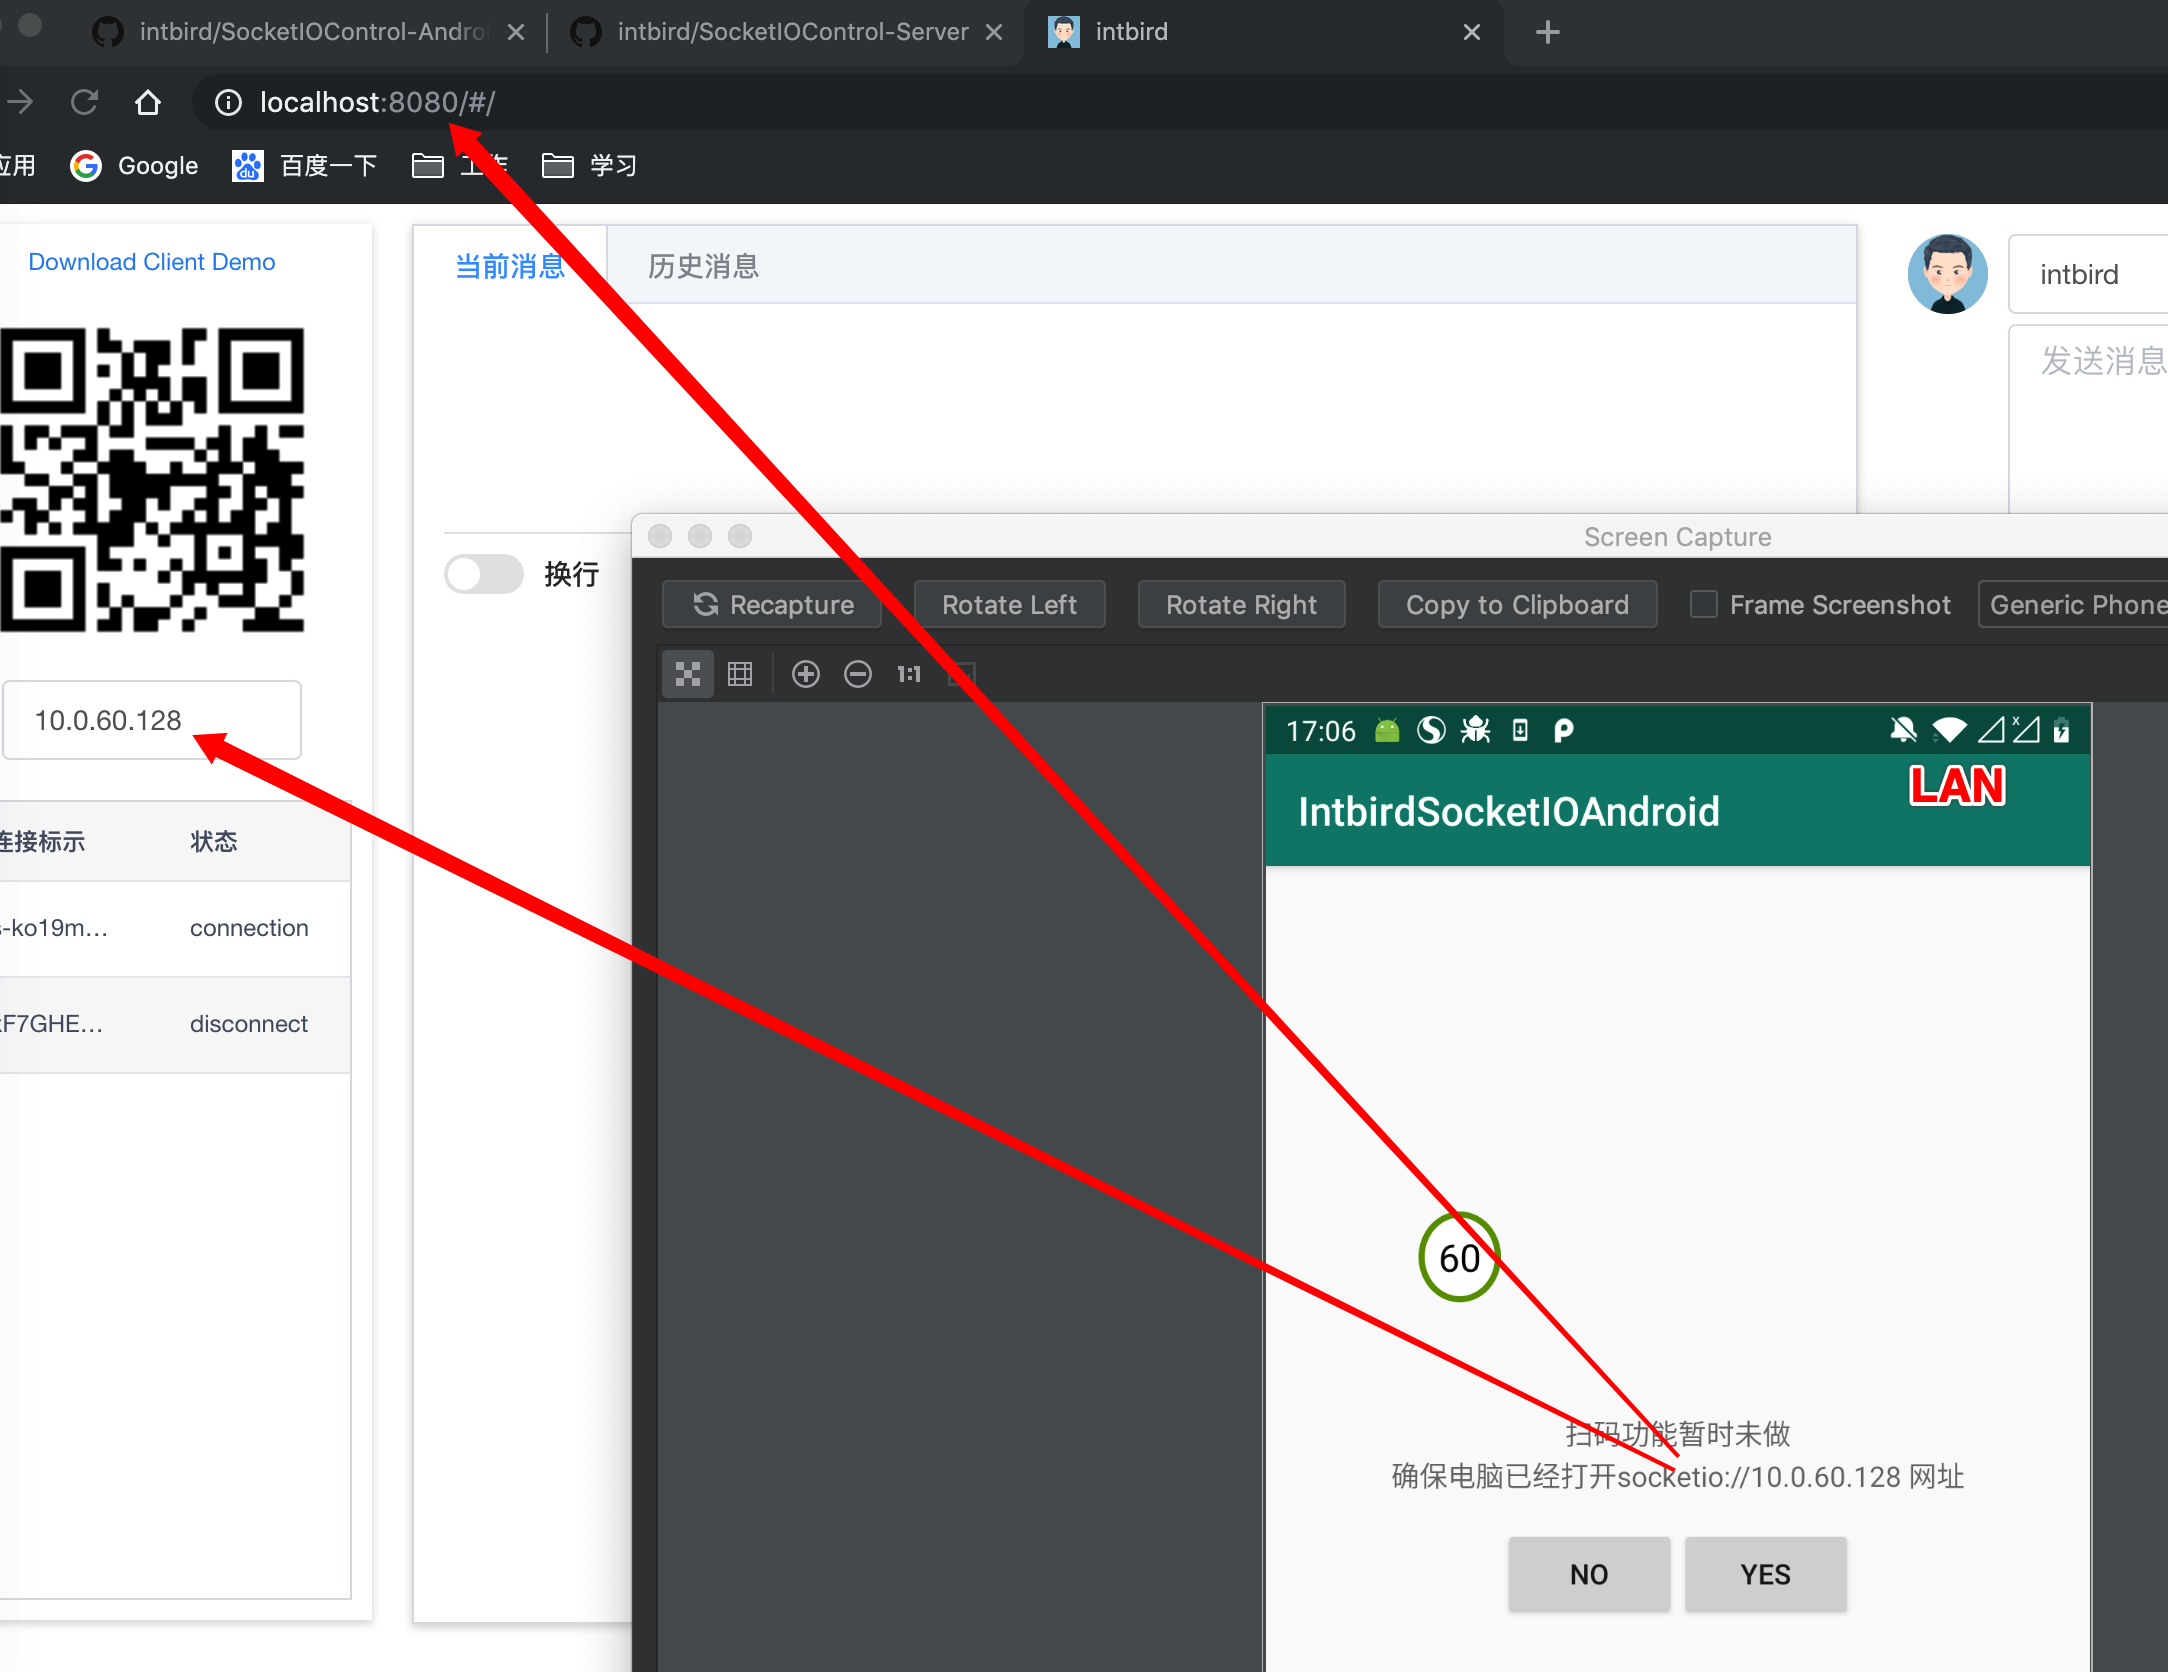 intbird/SocketIOControl-Androi
intbird/SocketIOControl-Server
intbird
localhost:8080/#/
应用
Google
百度一下
工作
学习
Download Client Demo
当前消息
历史消息
intbird
发送消息
换行
10.0.60.128
连接标示
状态
-ko19m...
connection
F7GHE...
disconnect
Screen Capture
Recapture
Rotate Left
Rotate Right
Copy to Clipboard
Frame Screenshot
Generic Phone
1:1
17:06
LAN
IntbirdSocketIOAndroid
60
扫码功能暂时未做
确保电脑已经打开socketio://10.0.60.128 网址
NO
YES